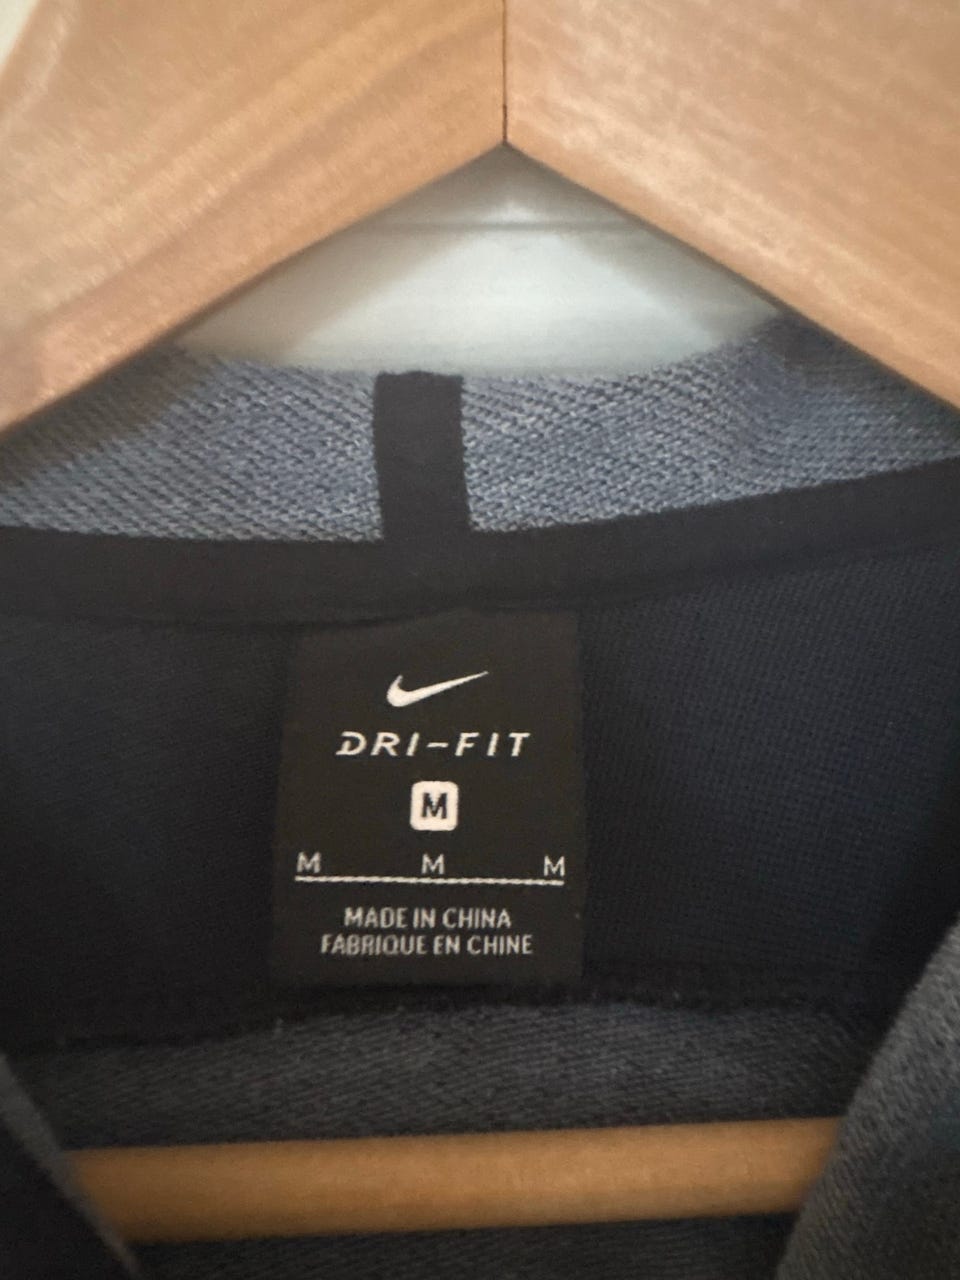 DRI-FIT
M
M M M
MADE IN CHINA
FABRIQUE EN CHINE